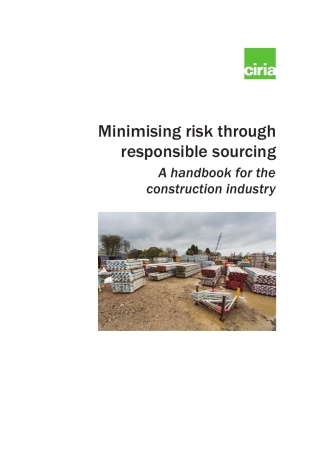 ciria
Minimising risk through
responsible sourcing
A handbook for the
construction industry